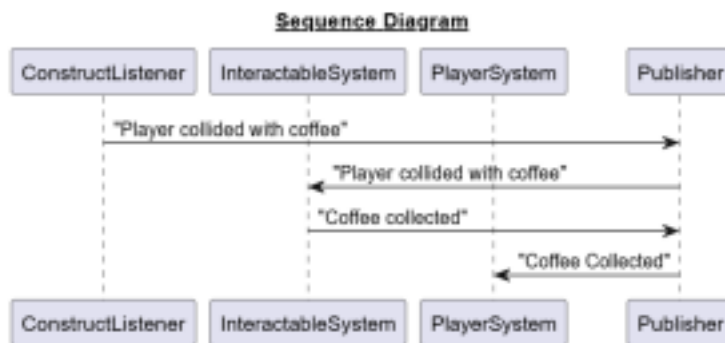 Sequence Diagram
ConstructListener InteractableSystem PlayerSystem Publisher
"Player collided with coffee"
"Player collided with coffee"
"Coffee collected"
"Coffee Collected"
ConstructListener InteractableSystem PlayerSystem Publisher